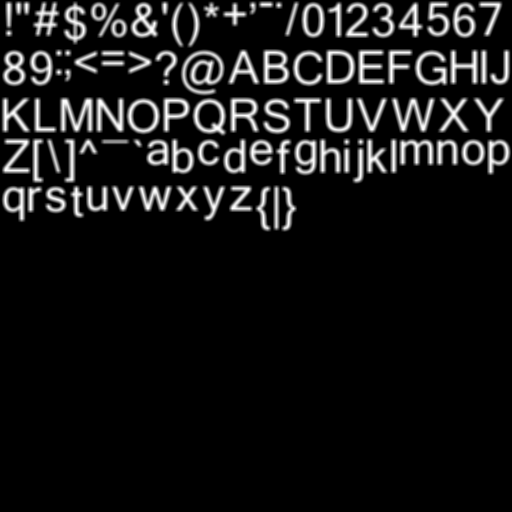 !"#$%&'()*+,-./01234567
89:;<=>?@ABCDEFGHIJ
KLMNOPQRSTUVWXY
Z[\]^_`abcdefghijklmnop
qrstuvwxyz{|}